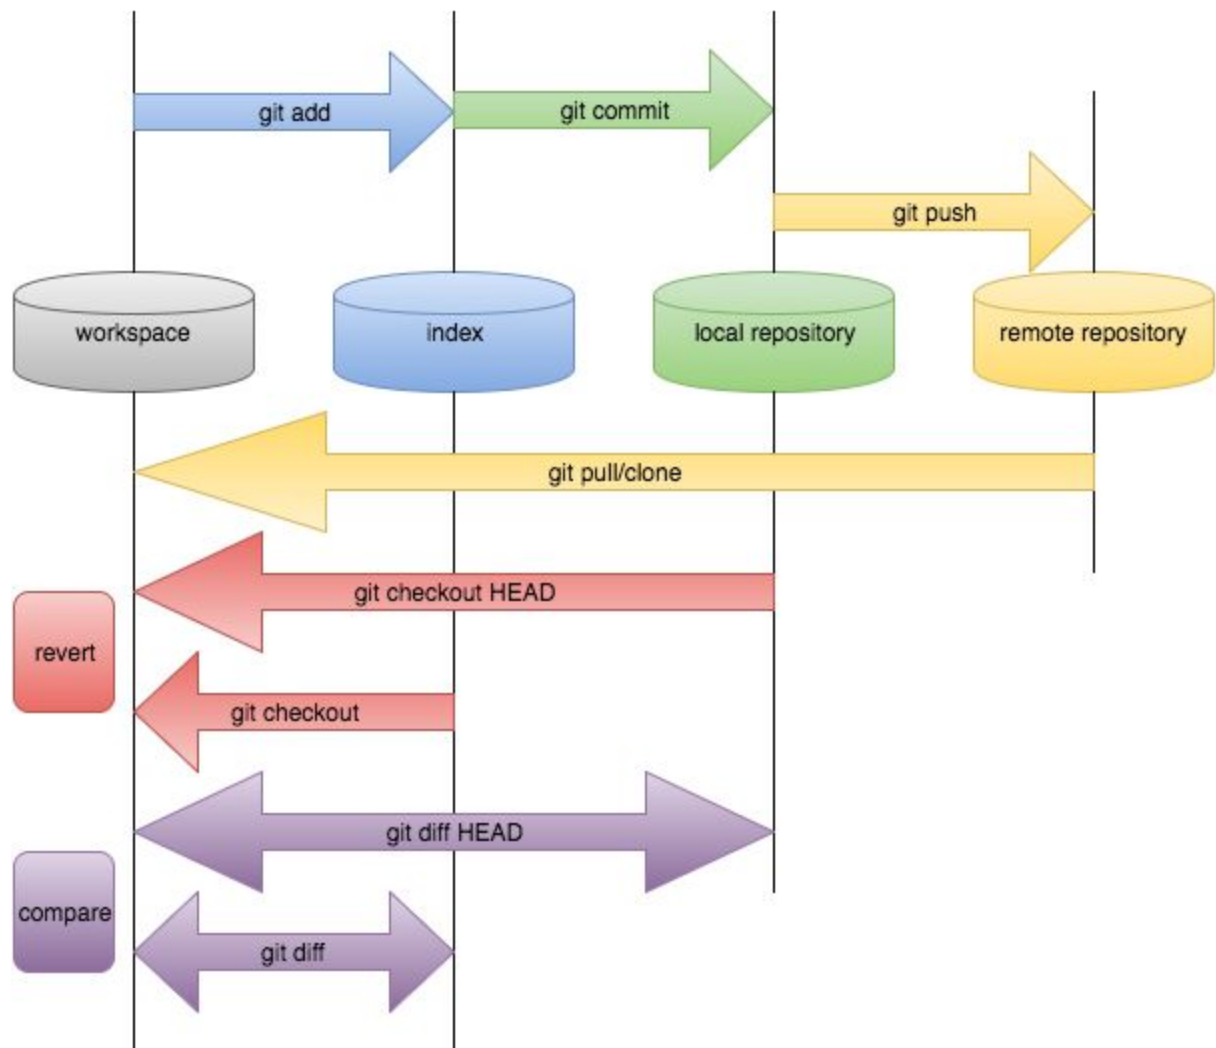 git add
git commit
git push
workspace
index
local repository
remote repository
git pull/clone
git checkout HEAD
revert
git checkout
git diff HEAD
compare
git diff